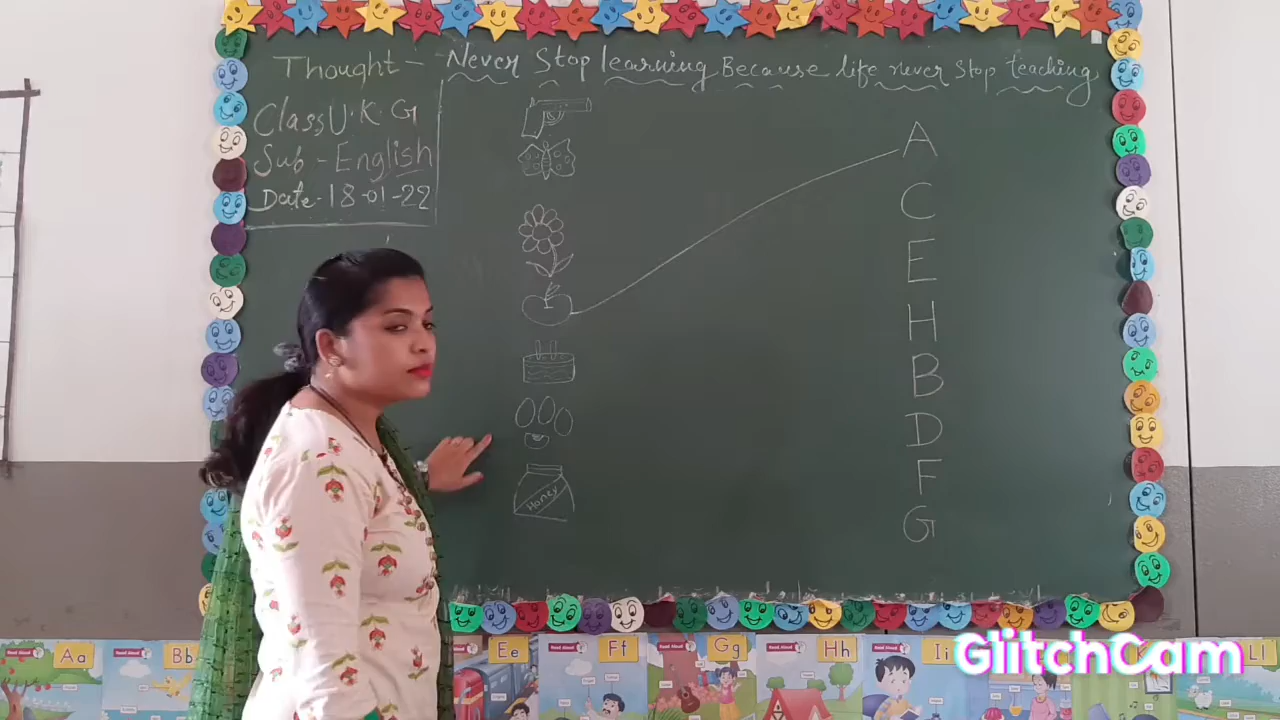 Thought - Never Stop learning Because life never stop teaching
Class U.K.G
Sub - English
Date - 18-01-22
A
C
E
H
B
D
F
G
Honey
Aa
Bb
Ee
Ff
Gg
Hh
Ii
Ll
GlitchCam